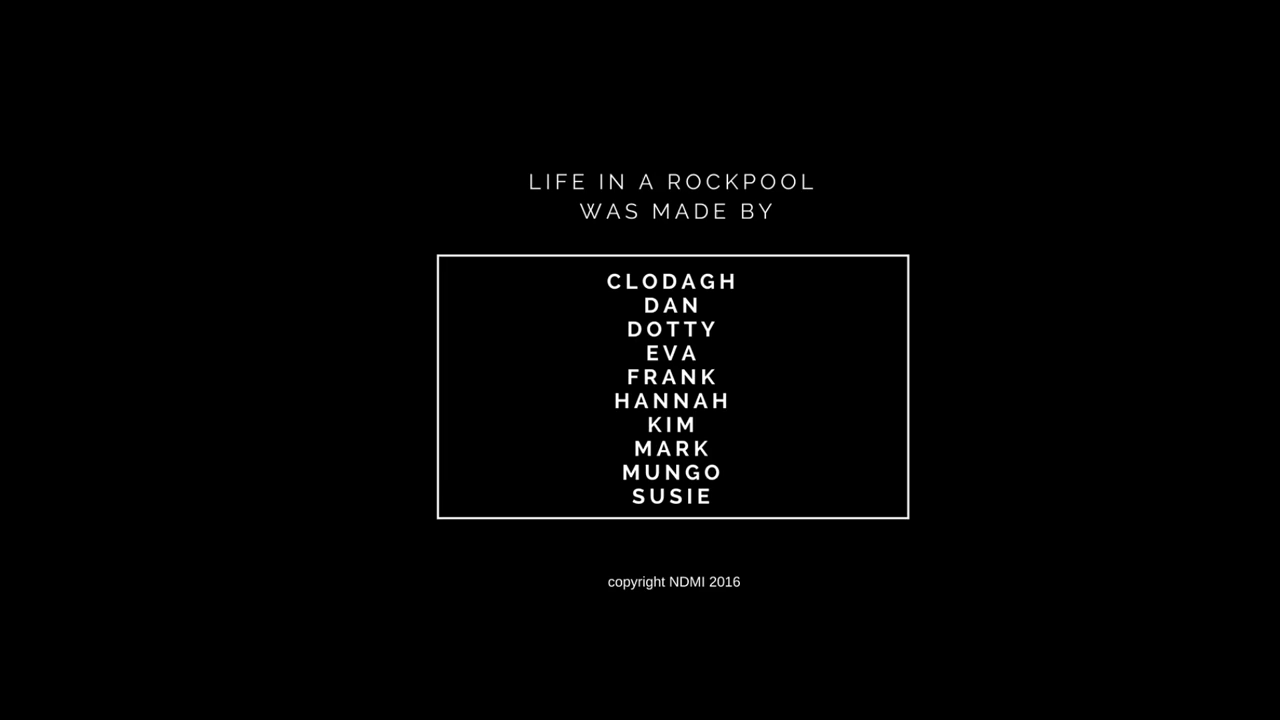 LIFE IN A ROCKPOOL
WAS MADE BY
CLODAGH
DAN
DOTTY
EVA
FRANK
HANNAH
KIM
MARK
MUNGO
SUSIE
copyright NDMI 2016